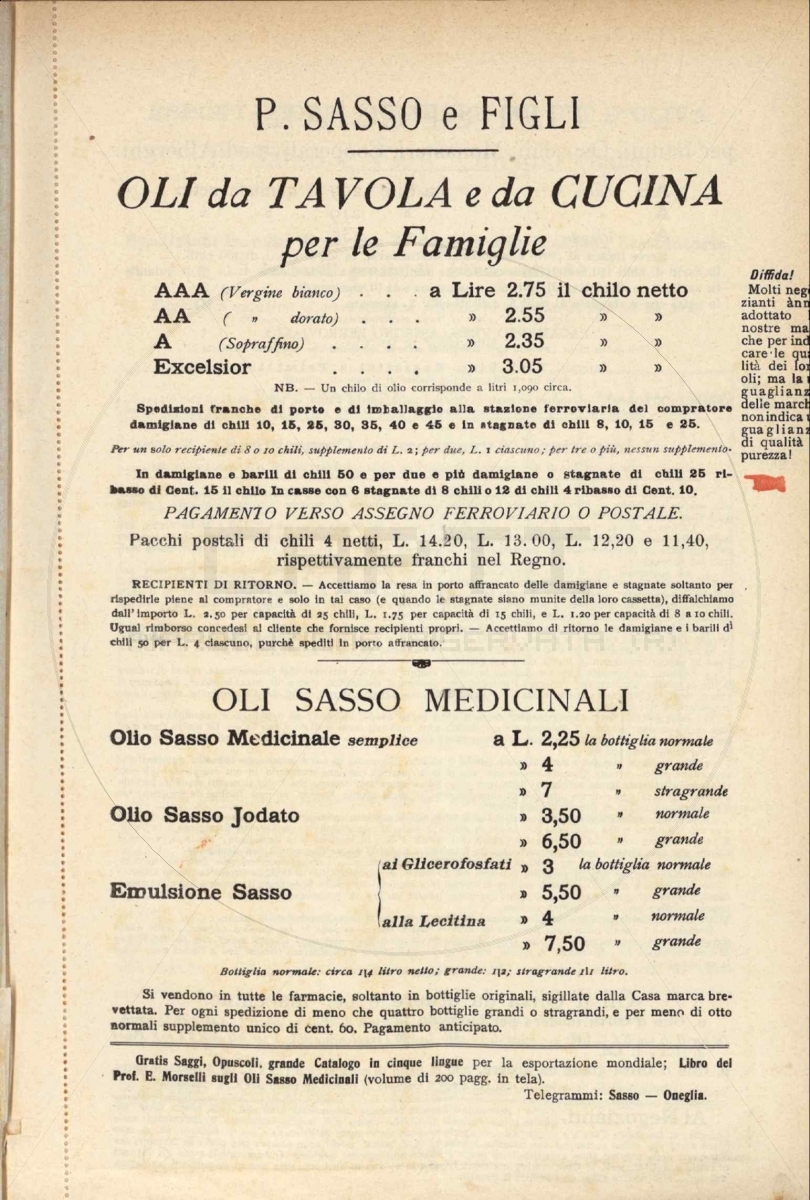 P. SASSO e FIGLI
OLI da TAVOLA e da CUCINA
per le Famiglie
AAA (Vergine bianco) . . . a Lire 2.75 il chilo netto
AA ( „ dorato) . . . » 2.55 » »
A (Sopraffino) . . . . » 2.35 » »
Excelsior . . . . » 3.05 » »
NB. — Un chilo di olio corrisponde a litri 1,090 circa.
Spedizioni franche di porto e di imballaggio alla stazione ferroviaria del compratore
damigiane di chili 10, 15, 25, 30, 35, 40 e 45 e in stagnate di chili 8, 10, 15 e 25.
Per un solo recipiente di 8 o 10 chili, supplemento di L. 2; per due, L. 1 ciascuno; per tre o più, nessun supplemento.
In damigiane e barili di chili 50 e per due e più damigiane o stagnate di chili 25 ri-
basso di Cent. 15 il chilo In casse con 6 stagnate di 8 chili o 12 di chili 4 ribasso di Cent. 10.
PAGAMENTO VERSO ASSEGNO FERROVIARIO O POSTALE.
Pacchi postali di chili 4 netti, L. 14.20, L. 13.00, L. 12,20 e 11,40,
rispettivamente franchi nel Regno.
RECIPIENTI DI RITORNO. — Accettiamo la resa in porto affrancato delle damigiane e stagnate soltanto per
rispedirle piene al compratore e solo in tal caso (e quando le stagnate siano munite della loro cassetta), diffalchiamo
dall'importo L. 2.50 per capacità di 25 chili, L. 1.75 per capacità di 15 chili, e L. 1.20 per capacità di 8 a 10 chili.
Ugual rimborso concedesi al cliente che fornisce recipienti propri. — Accettiamo di ritorno le damigiane e i barili di
chili 50 per L. 4 ciascuno, purchè spediti in porto affrancato.
Diffida!
Molti nego
zianti ànn
adottato
nostre ma
che per ind
care le qu
lità dei lor
oli; ma la
guaglianz
delle march
non indica
guaglianz
di qualità
purezza!
OLI SASSO MEDICINALI
Olio Sasso Medicinale semplice a L. 2,25 la bottiglia normale
» 4 „ grande
» 7 „ stragrande
Olio Sasso Jodato » 3,50 „ normale
» 6,50 „ grande
Emulsione Sasso ai Glicerofosfati » 3 la bottiglia normale
» 5,50 „ grande
alla Lecitina » 4 „ normale
» 7,50 „ grande
Bottiglia normale: circa 1\4 litro netto; grande: 1\2; stragrande 1\1 litro.
Si vendono in tutte le farmacie, soltanto in bottiglie originali, sigillate dalla Casa marca bre-
vettata. Per ogni spedizione di meno che quattro bottiglie grandi o stragrandi, e per meno di otto
normali supplemento unico di cent. 60. Pagamento anticipato.
Gratis Saggi, Opuscoli, grande Catalogo in cinque lingue per la esportazione mondiale; Libro del
Prof. E. Morselli sugli Oli Sasso Medicinali (volume di 200 pagg. in tela).
Telegrammi: Sasso — Oneglia.